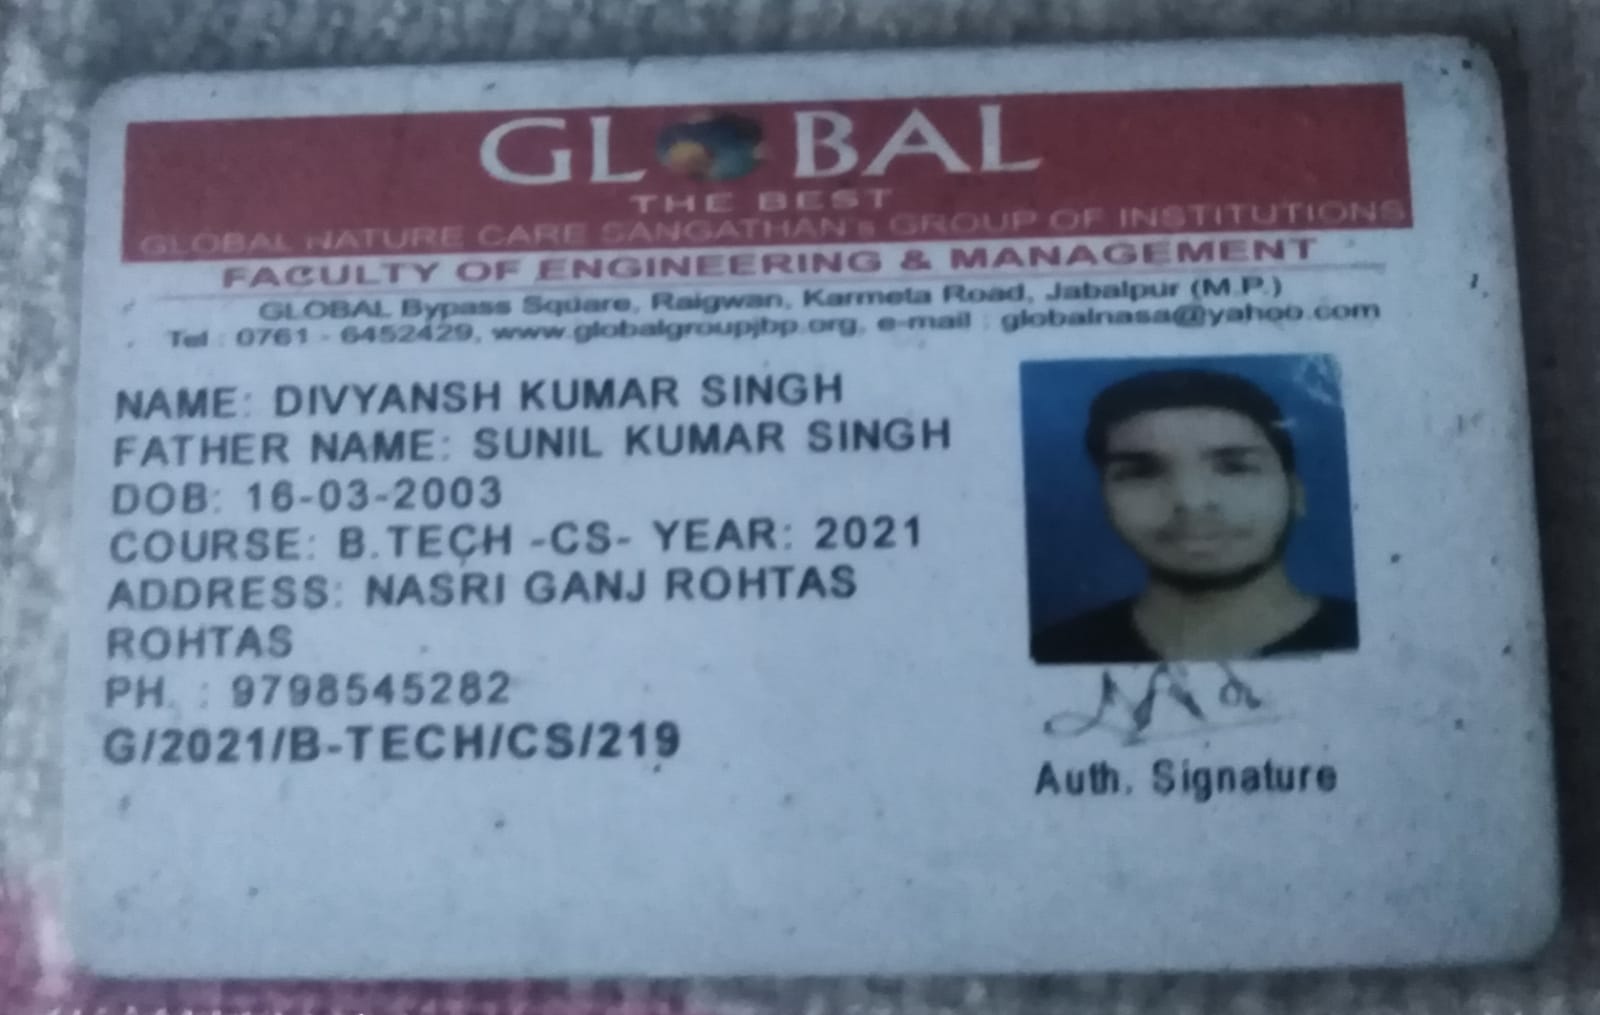 GLOBAL
THE BEST
GLOBAL NATURE CARE SANGATHAN's GROUP OF INSTITUTIONS
FACULTY OF ENGINEERING & MANAGEMENT
GLOBAL Bypass Square, Raigwan, Karmeta Road, Jabalpur (M.P.)
Tel : 0761 - 6452429, www.globalgroupjbp.org, e-mail : globalnasa@yahoo.com
NAME: DIVYANSH KUMAR SINGH
FATHER NAME: SUNIL KUMAR SINGH
DOB: 16-03-2003
COURSE: B.TECH -CS- YEAR: 2021
ADDRESS: NASRI GANJ ROHTAS
ROHTAS
PH. : 9798545282
G/2021/B-TECH/CS/219
Auth. Signature